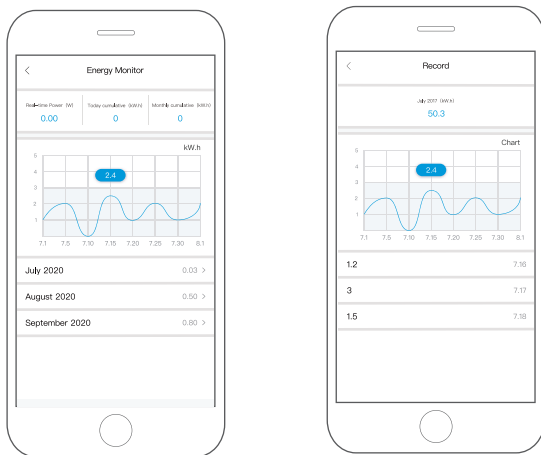 Energy Monitor
Real-time Power (W) Today cumulative (kW.h) Monthly cumulative (kW.h)
0.00 0 0
kW.h
5
4
3
2
1
2.4
7.1 7.5 7.10 7.15 7.20 7.25 7.30 8.1
July 2020 0.03 >
August 2020 0.50 >
September 2020 0.80 >
Record
July 2017 (kW.h)
50.3
Chart
5
4
3
2
1
2.4
7.1 7.5 7.10 7.15 7.20 7.25 7.30 8.1
1.2 7.16
3 7.17
1.5 7.18